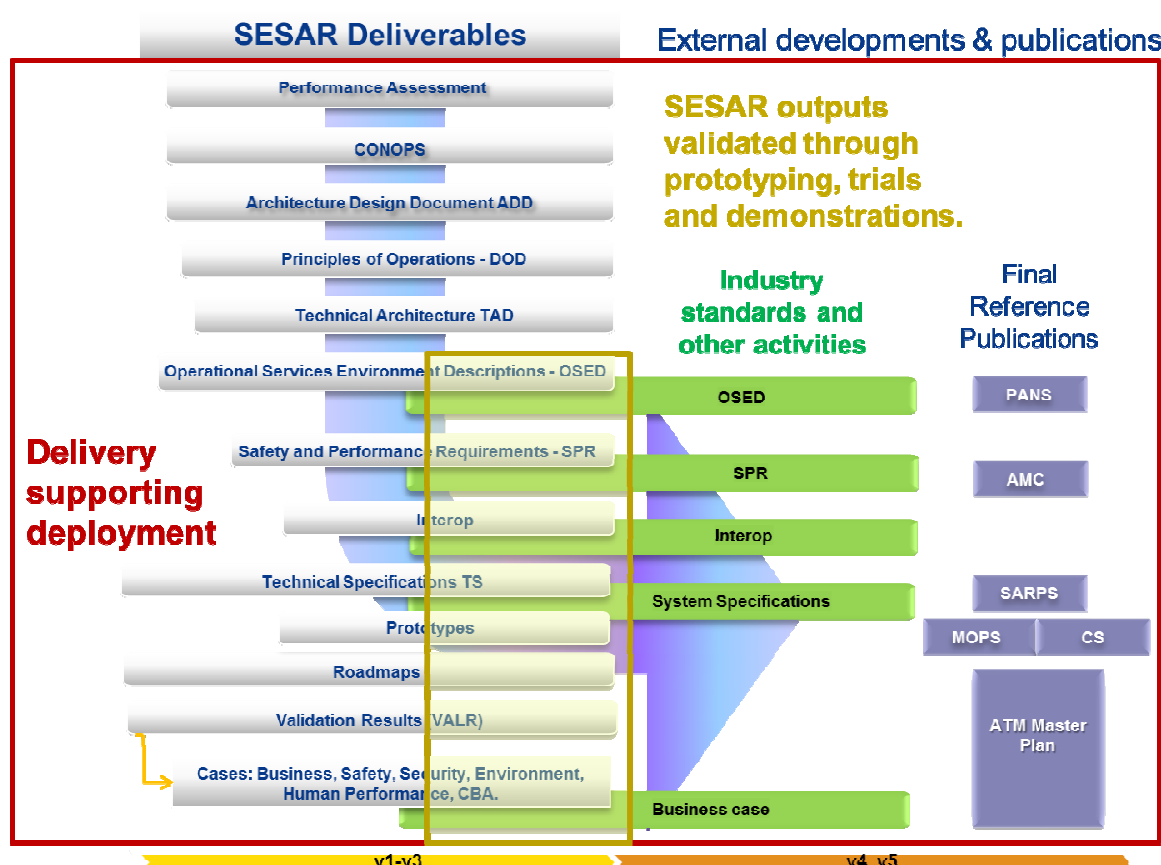 SESAR Deliverables
External developments & publications
Performance Assessment
CONOPS
Architecture Design Document ADD
Principles of Operations - DOD
Technical Architecture TAD
Operational Services Environment Descriptions - OSED
Safety and Performance Requirements - SPR
Interop
Technical Specifications TS
Prototypes
Roadmaps
Validation Results (VALR)
Cases: Business, Safety, Security, Environment,
Human Performance, CBA.
Delivery
supporting
deployment
SESAR outputs
validated through
prototyping, trials
and demonstrations.
Industry
standards and
other activities
OSED
SPR
Interop
System Specifications
Business case
Final
Reference
Publications
PANS
AMC
SARPS
MOPS
CS
ATM Master
Plan
v1-v3
v4, v5